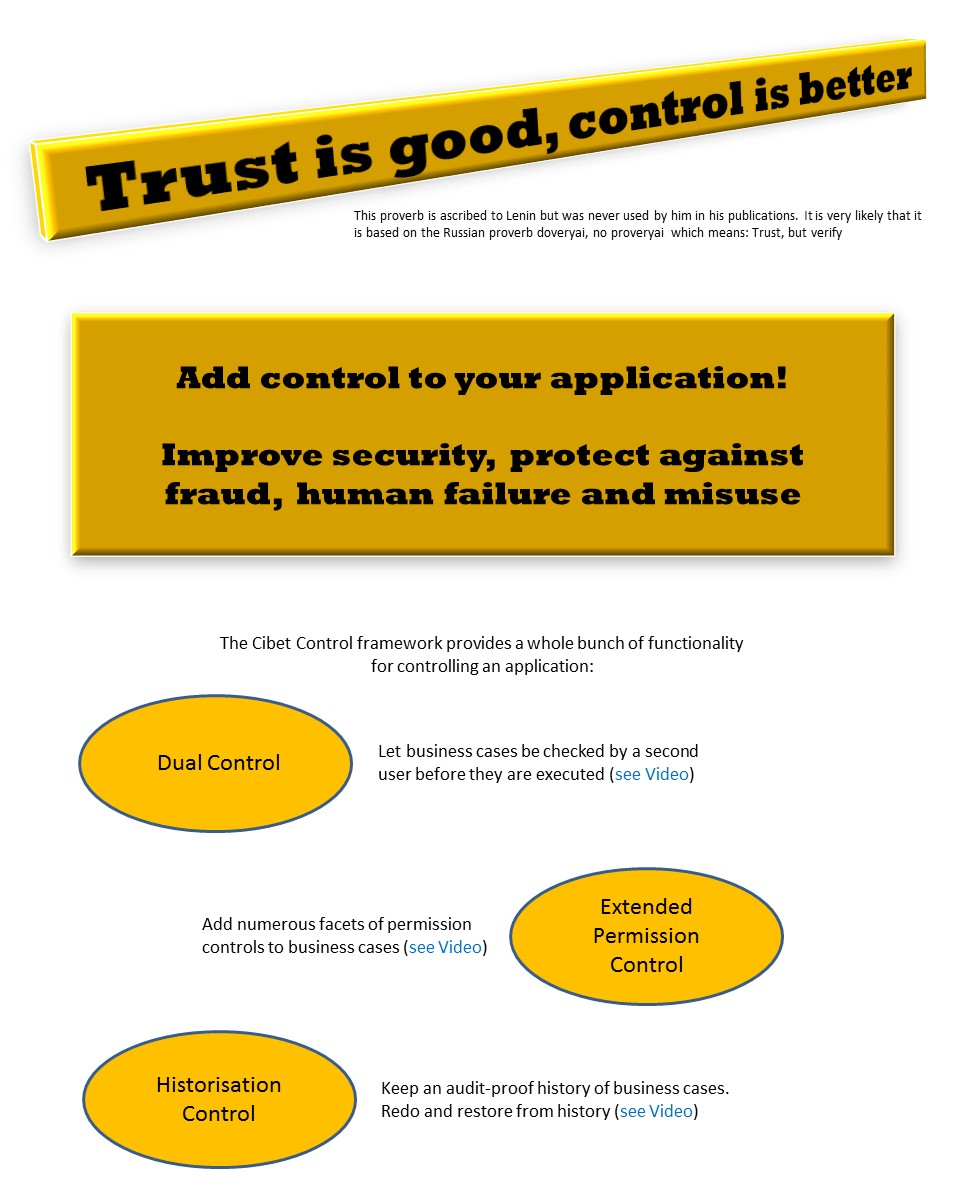 Trust is good, control is better
This proverb is ascribed to Lenin but was never used by him in his publications. It is very likely that it
is based on the Russian proverb doveryai, no proveryai which means: Trust, but verify
Add control to your application!
Improve security, protect against
fraud, human failure and misuse
The Cibet Control framework provides a whole bunch of functionality
for controlling an application:
Dual Control
Let business cases be checked by a second
user before they are executed (see Video)
Add numerous facets of permission
controls to business cases (see Video)
Extended
Permission
Control
Historisation
Control
Keep an audit-proof history of business cases.
Redo and restore from history (see Video)